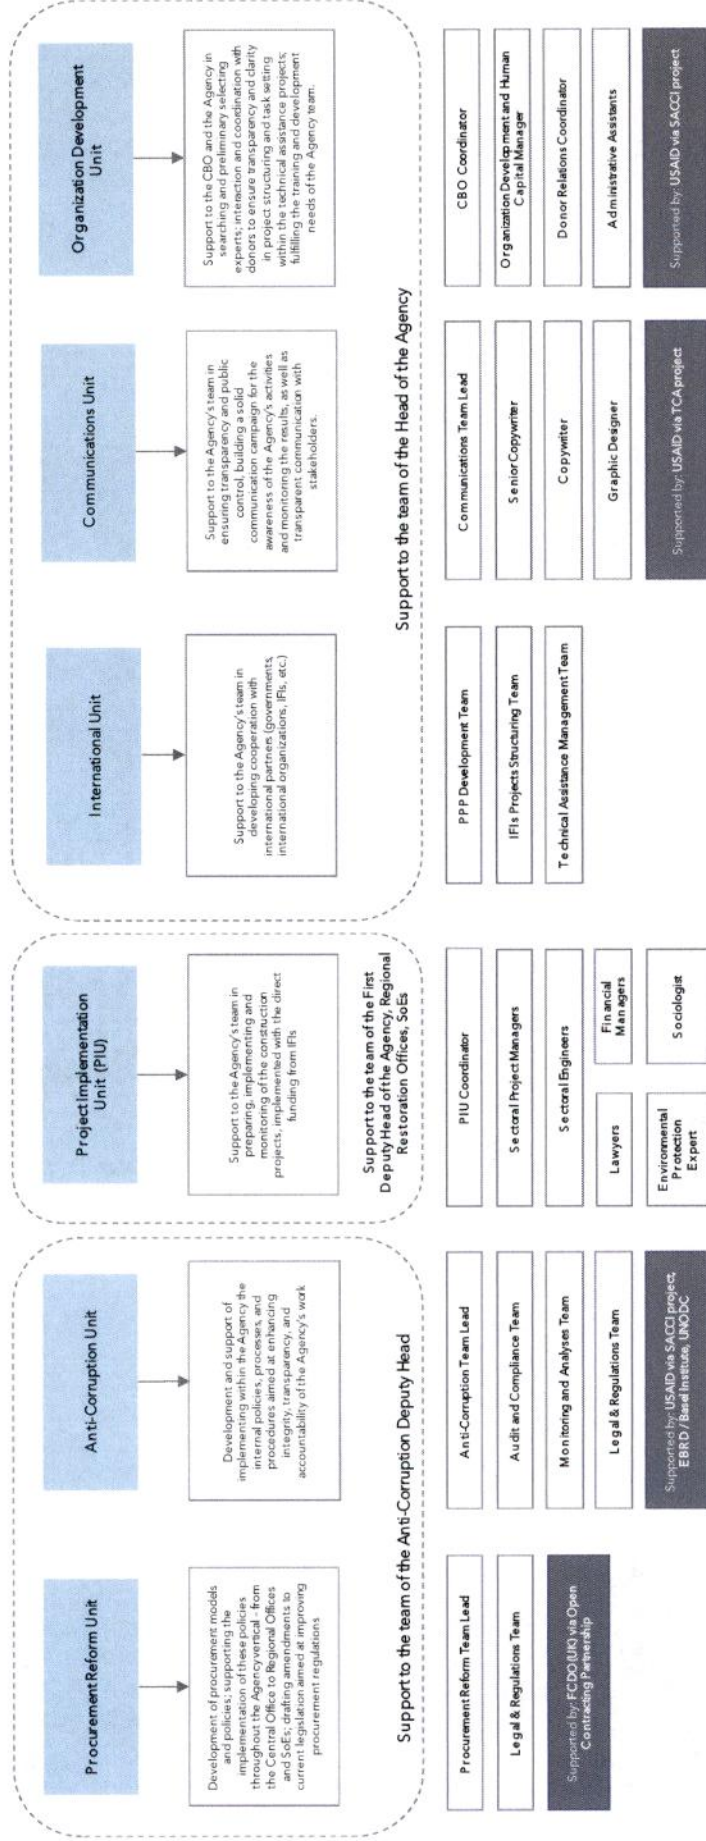 Procurement Reform Unit
Development of procurement models
and policies; supporting the
implementation of these policies
throughout the Agency vertical - from
the Central Office to Regional Offices
and SoEs; drafting amendments to
current legislation aimed at improving
procurement regulations
Anti-Corruption Unit
Development and support of
implementing within the Agency the
internal policies, processes, and
procedures aimed at enhancing
integrity, transparency, and
accountability of the Agency's work
Support to the team of the Anti-Corruption Deputy Head
Project Implementation
Unit (PIU)
Support to the Agency's team in
preparing, implementing and
monitoring of the construction
projects, implemented with the direct
funding from IFIs
Support to the team of the First
Deputy Head of the Agency, Regional
Restoration Offices, SoEs
International Unit
Support to the Agency's team in
developing cooperation with
international partners (governments,
international organizations, IFIs, etc.)
Communications Unit
Support to the Agency's team in
ensuring transparency and public
control, building a solid
communication campaign for the
awareness of the Agency's activities
and monitoring the results, as well as
transparent communication with
stakeholders.
Organization Development
Unit
Support to the CBO and the Agency in
searching and preliminary selecting
experts; interaction and coordination with
donors to ensure transparency and clarity
in project structuring and task setting
within the technical assistance projects;
fulfilling the training and development
needs of the Agency team.
Support to the team of the Head of the Agency
Procurement Reform Team Lead
Legal & Regulations Team
Supported by: FCDO (UK) via Open
Contracting Partnership
Anti-Corruption Team Lead
Audit and Compliance Team
Monitoring and Analyses Team
Legal & Regulations Team
Supported by: USAID via SACCI project,
EBRD / Basel Institute, UNODC
PIU Coordinator
Sectoral Project Managers
Sectoral Engineers
Lawyers
Financial
Managers
Environmental
Protection
Expert
Sociologist
PPP Development Team
IFIs Projects Structuring Team
Technical Assistance Management Team
Communications Team Lead
Senior Copywriter
Copywriter
Graphic Designer
Supported by: USAID via TCA project
CBO Coordinator
Organization Development and Human
Capital Manager
Donor Relations Coordinator
Administrative Assistants
Supported by: USAID via SACCI project